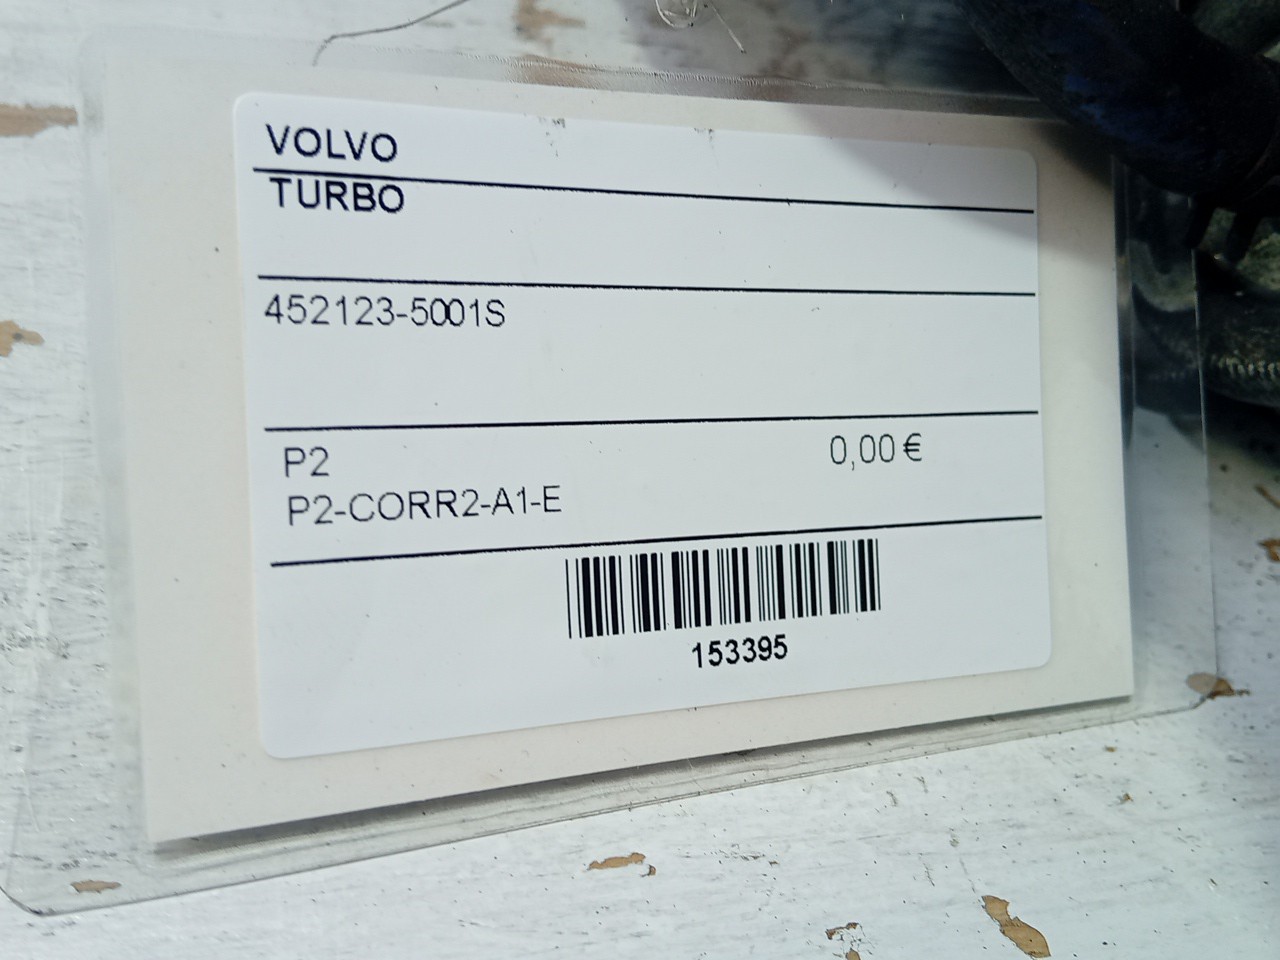 VOLVO
TURBO
452123-5001S
P2
0,00 €
P2-CORR2-A1-E
153395